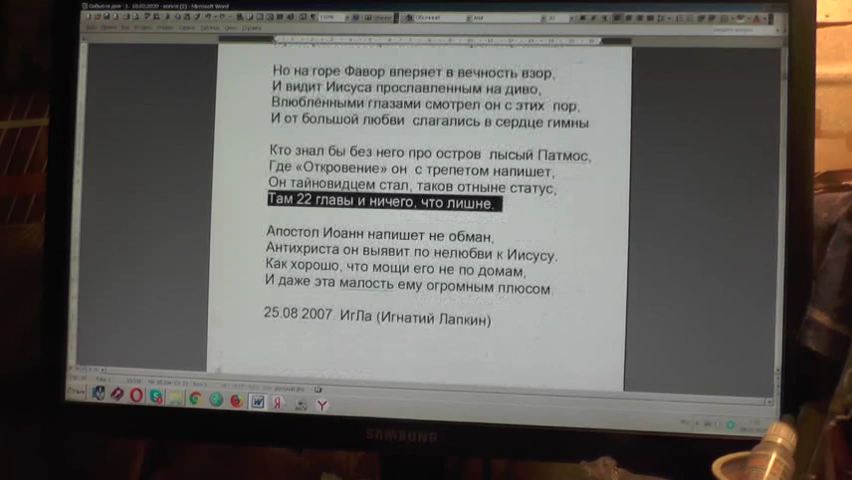 Но на горе Фавор вперяет в вечность взор,
И видит Иисуса прославленным на диво,
Влюблёнными глазами смотрел он с этих пор,
И от большой любви слагались в сердце гимны
Кто знал бы без него про остров лысый Патмос,
Где «Откровение» он с трепетом напишет,
Он тайновидцем стал, таков отныне статус,
Там 22 главы и ничего, что лишне.
Апостол Иоанн напишет не обман,
Антихриста он выявит по нелюбви к Иисусу.
Как хорошо, что мощи его не по домам,
И даже эта малость ему огромным плюсом.
25.08.2007 ИгЛа (Игнатий Лапкин)
SAMSUNG